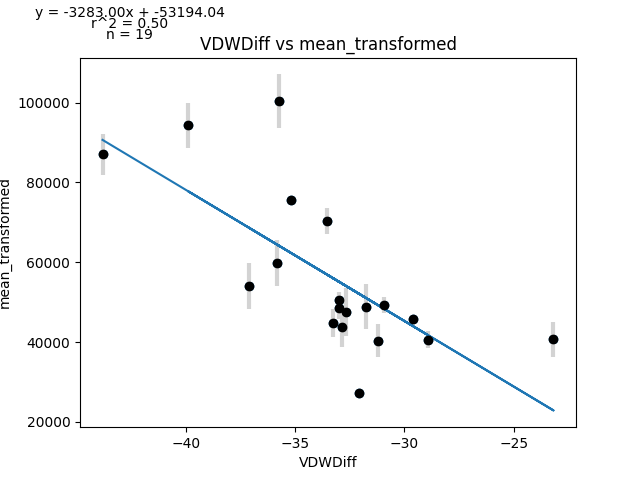 y = -3283.00x + -53194.04
r^2 = 0.50
n = 19
VDWDiff vs mean_transformed
100000
80000
60000
40000
20000
mean_transformed
−40
−35
−30
−25
VDWDiff